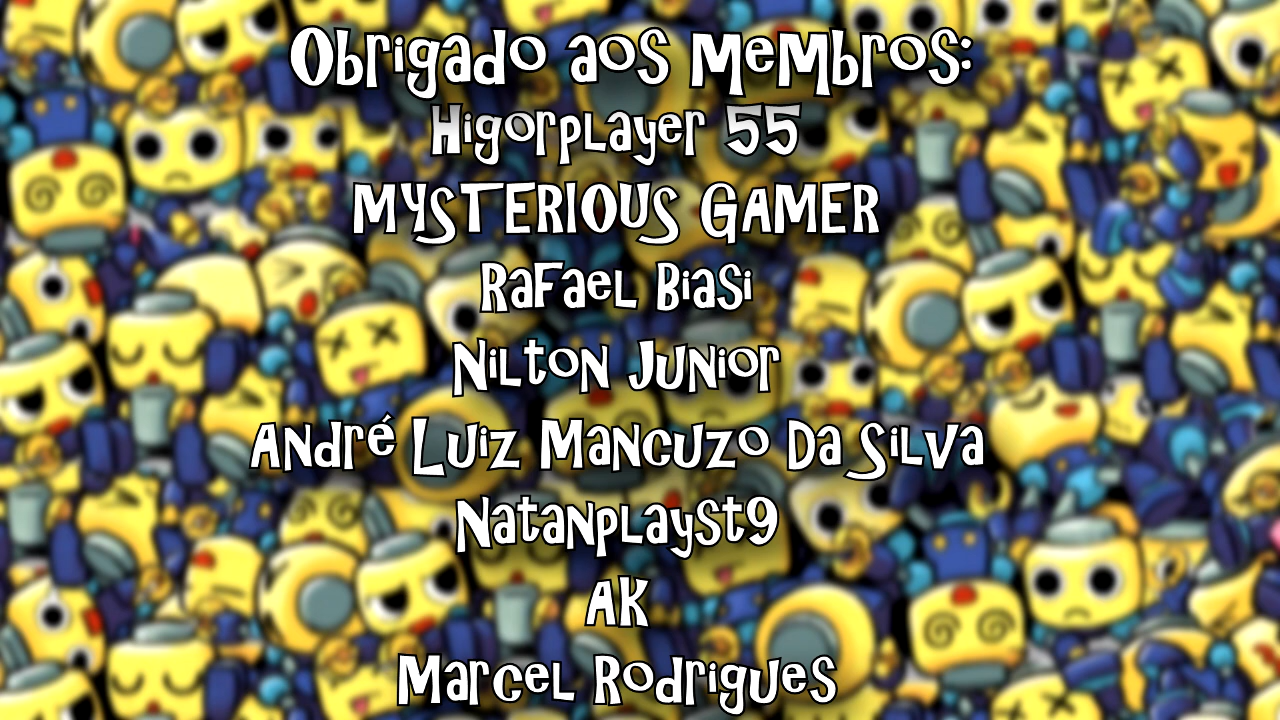 Obrigado aos Membros:
Higorplayer 55
MYSTERIOUS GAMER
Rafael Biasi
Nilton Junior
André Luiz Mancuzo Da Silva
Natanplayst9
AK
Marcel Rodrigues